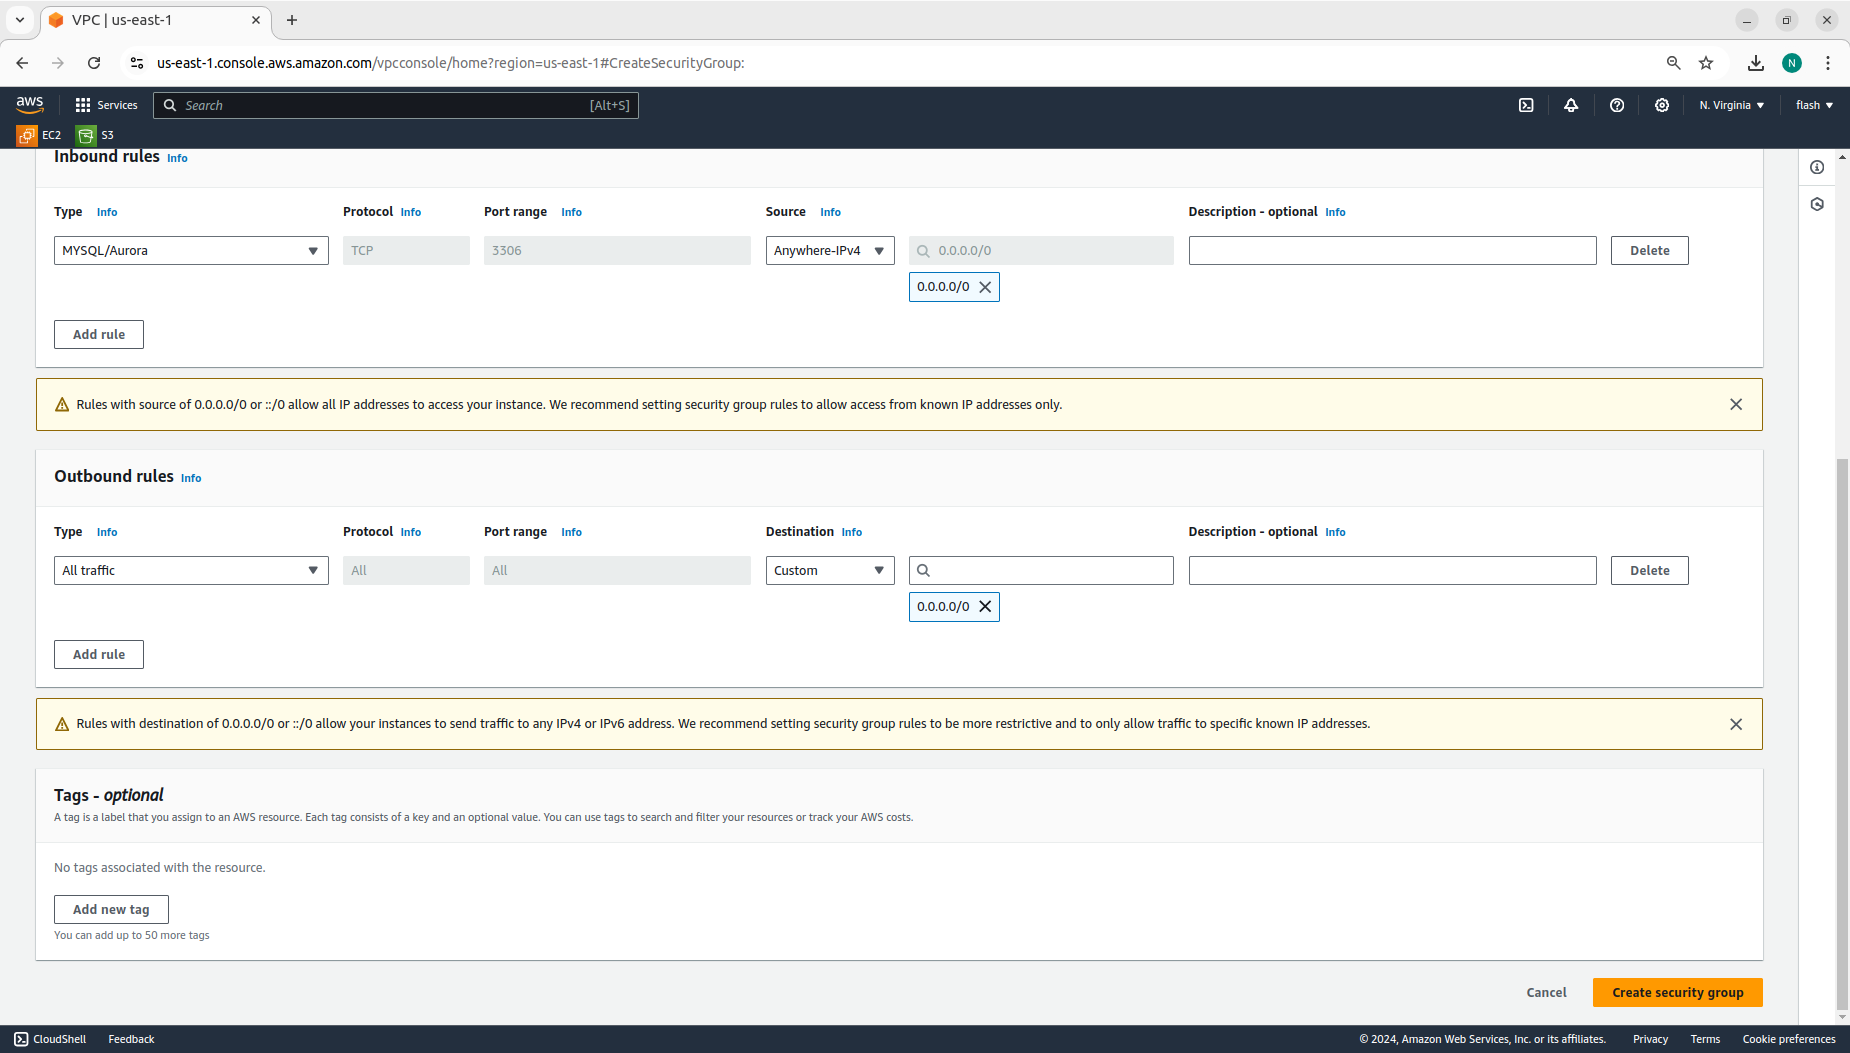 VPC | us-east-1
us-east-1.console.aws.amazon.com/vpcconsole/home?region=us-east-1#CreateSecurityGroup:
N
aws Services Search [Alt+S] N. Virginia flash
EC2 S3
Inbound rules Info
Type Info Protocol Info Port range Info Source Info Description - optional Info
MYSQL/Aurora TCP 3306 Anywhere-IPv4 0.0.0.0/0 Delete
0.0.0.0/0
Add rule
Rules with source of 0.0.0.0/0 or ::/0 allow all IP addresses to access your instance. We recommend setting security group rules to allow access from known IP addresses only.
Outbound rules Info
Type Info Protocol Info Port range Info Destination Info Description - optional Info
All traffic All All Custom Delete
0.0.0.0/0
Add rule
Rules with destination of 0.0.0.0/0 or ::/0 allow your instances to send traffic to any IPv4 or IPv6 address. We recommend setting security group rules to be more restrictive and to only allow traffic to specific known IP addresses.
Tags - optional
A tag is a label that you assign to an AWS resource. Each tag consists of a key and an optional value. You can use tags to search and filter your resources or track your AWS costs.
No tags associated with the resource.
Add new tag
You can add up to 50 more tags
Cancel Create security group
CloudShell Feedback © 2024, Amazon Web Services, Inc. or its affiliates. Privacy Terms Cookie preferences